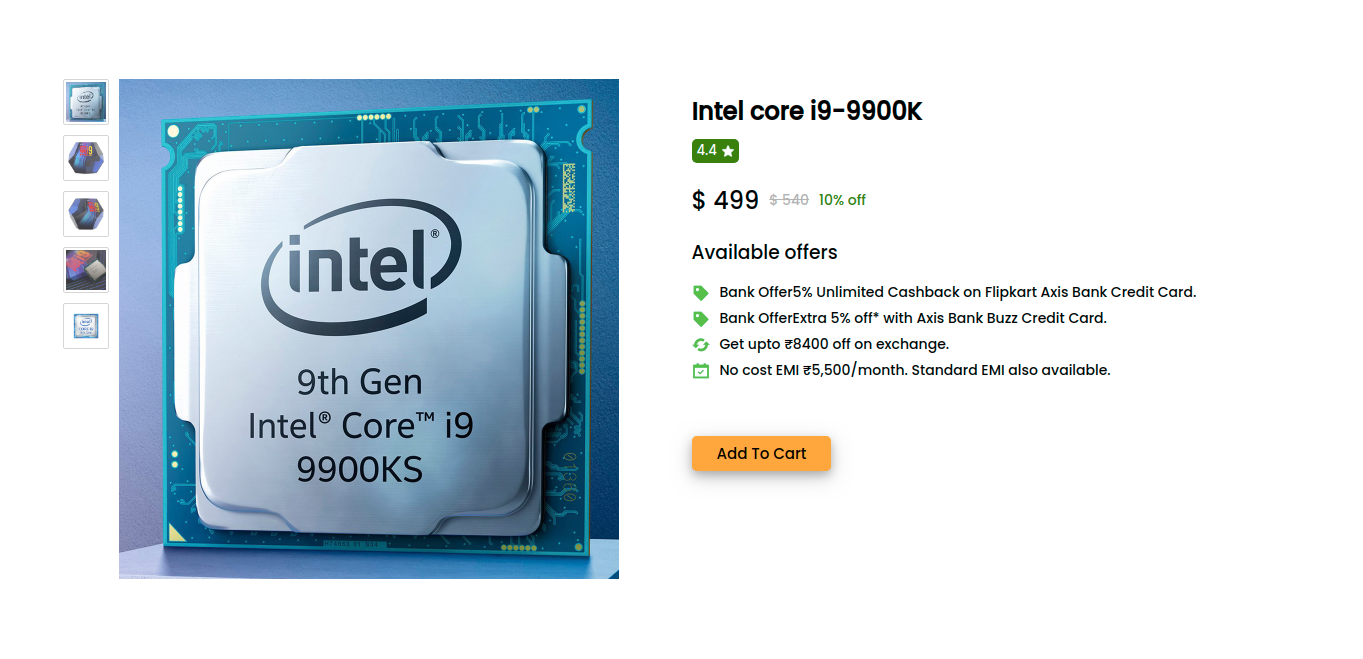 intel®
9th Gen
Intel® Core™ i9
9900KS
Intel core i9-9900K
4.4
$ 499 $ 540 10% off
Available offers
Bank Offer5% Unlimited Cashback on Flipkart Axis Bank Credit Card.
Bank OfferExtra 5% off* with Axis Bank Buzz Credit Card.
Get upto ₹8400 off on exchange.
No cost EMI ₹5,500/month. Standard EMI also available.
Add To Cart